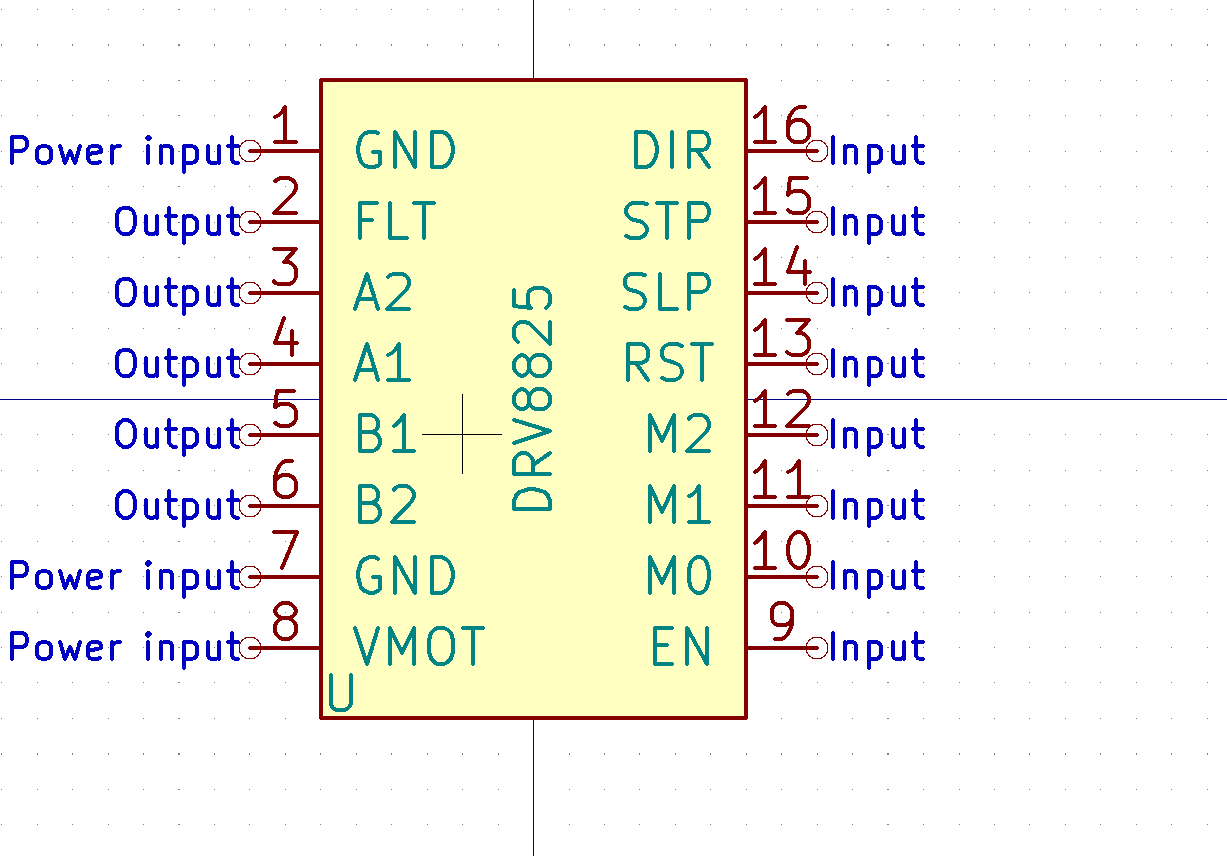 Power input 1 GND DIR 16 Input
Output 2 FLT STP 15 Input
Output 3 A2 SLP 14 Input
Output 4 A1 RST 13 Input
Output 5 B1 M2 12 Input
Output 6 B2 M1 11 Input
Power input 7 GND M0 10 Input
Power input 8 VMOT EN 9 Input
DRV8825
U